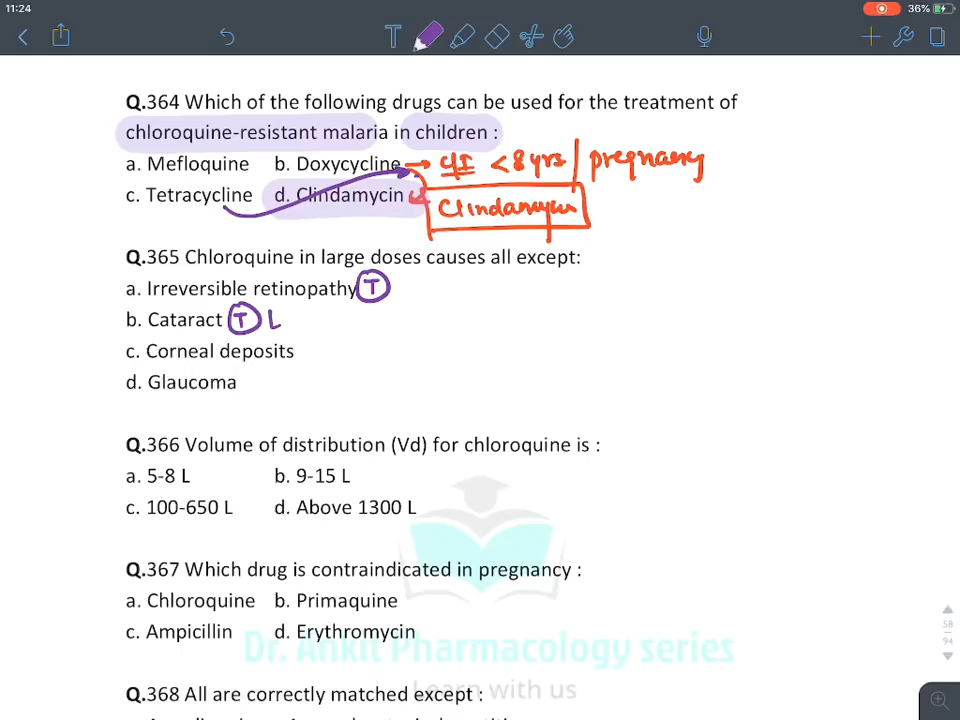 11:24
36%
T
Q.364 Which of the following drugs can be used for the treatment of
chloroquine-resistant malaria in children :
a. Mefloquine b. Doxycycline → C/I < 8 yrs / pregnancy
c. Tetracycline d. Clindamycin
Clindamycin
Q.365 Chloroquine in large doses causes all except:
a. Irreversible retinopathy T
b. Cataract T L
c. Corneal deposits
d. Glaucoma
Q.366 Volume of distribution (Vd) for chloroquine is :
a. 5-8 L b. 9-15 L
c. 100-650 L d. Above 1300 L
Q.367 Which drug is contraindicated in pregnancy :
a. Chloroquine b. Primaquine
c. Ampicillin d. Erythromycin
Dr. Ankit Pharmacology series
Learn with us
Q.368 All are correctly matched except :
58
94